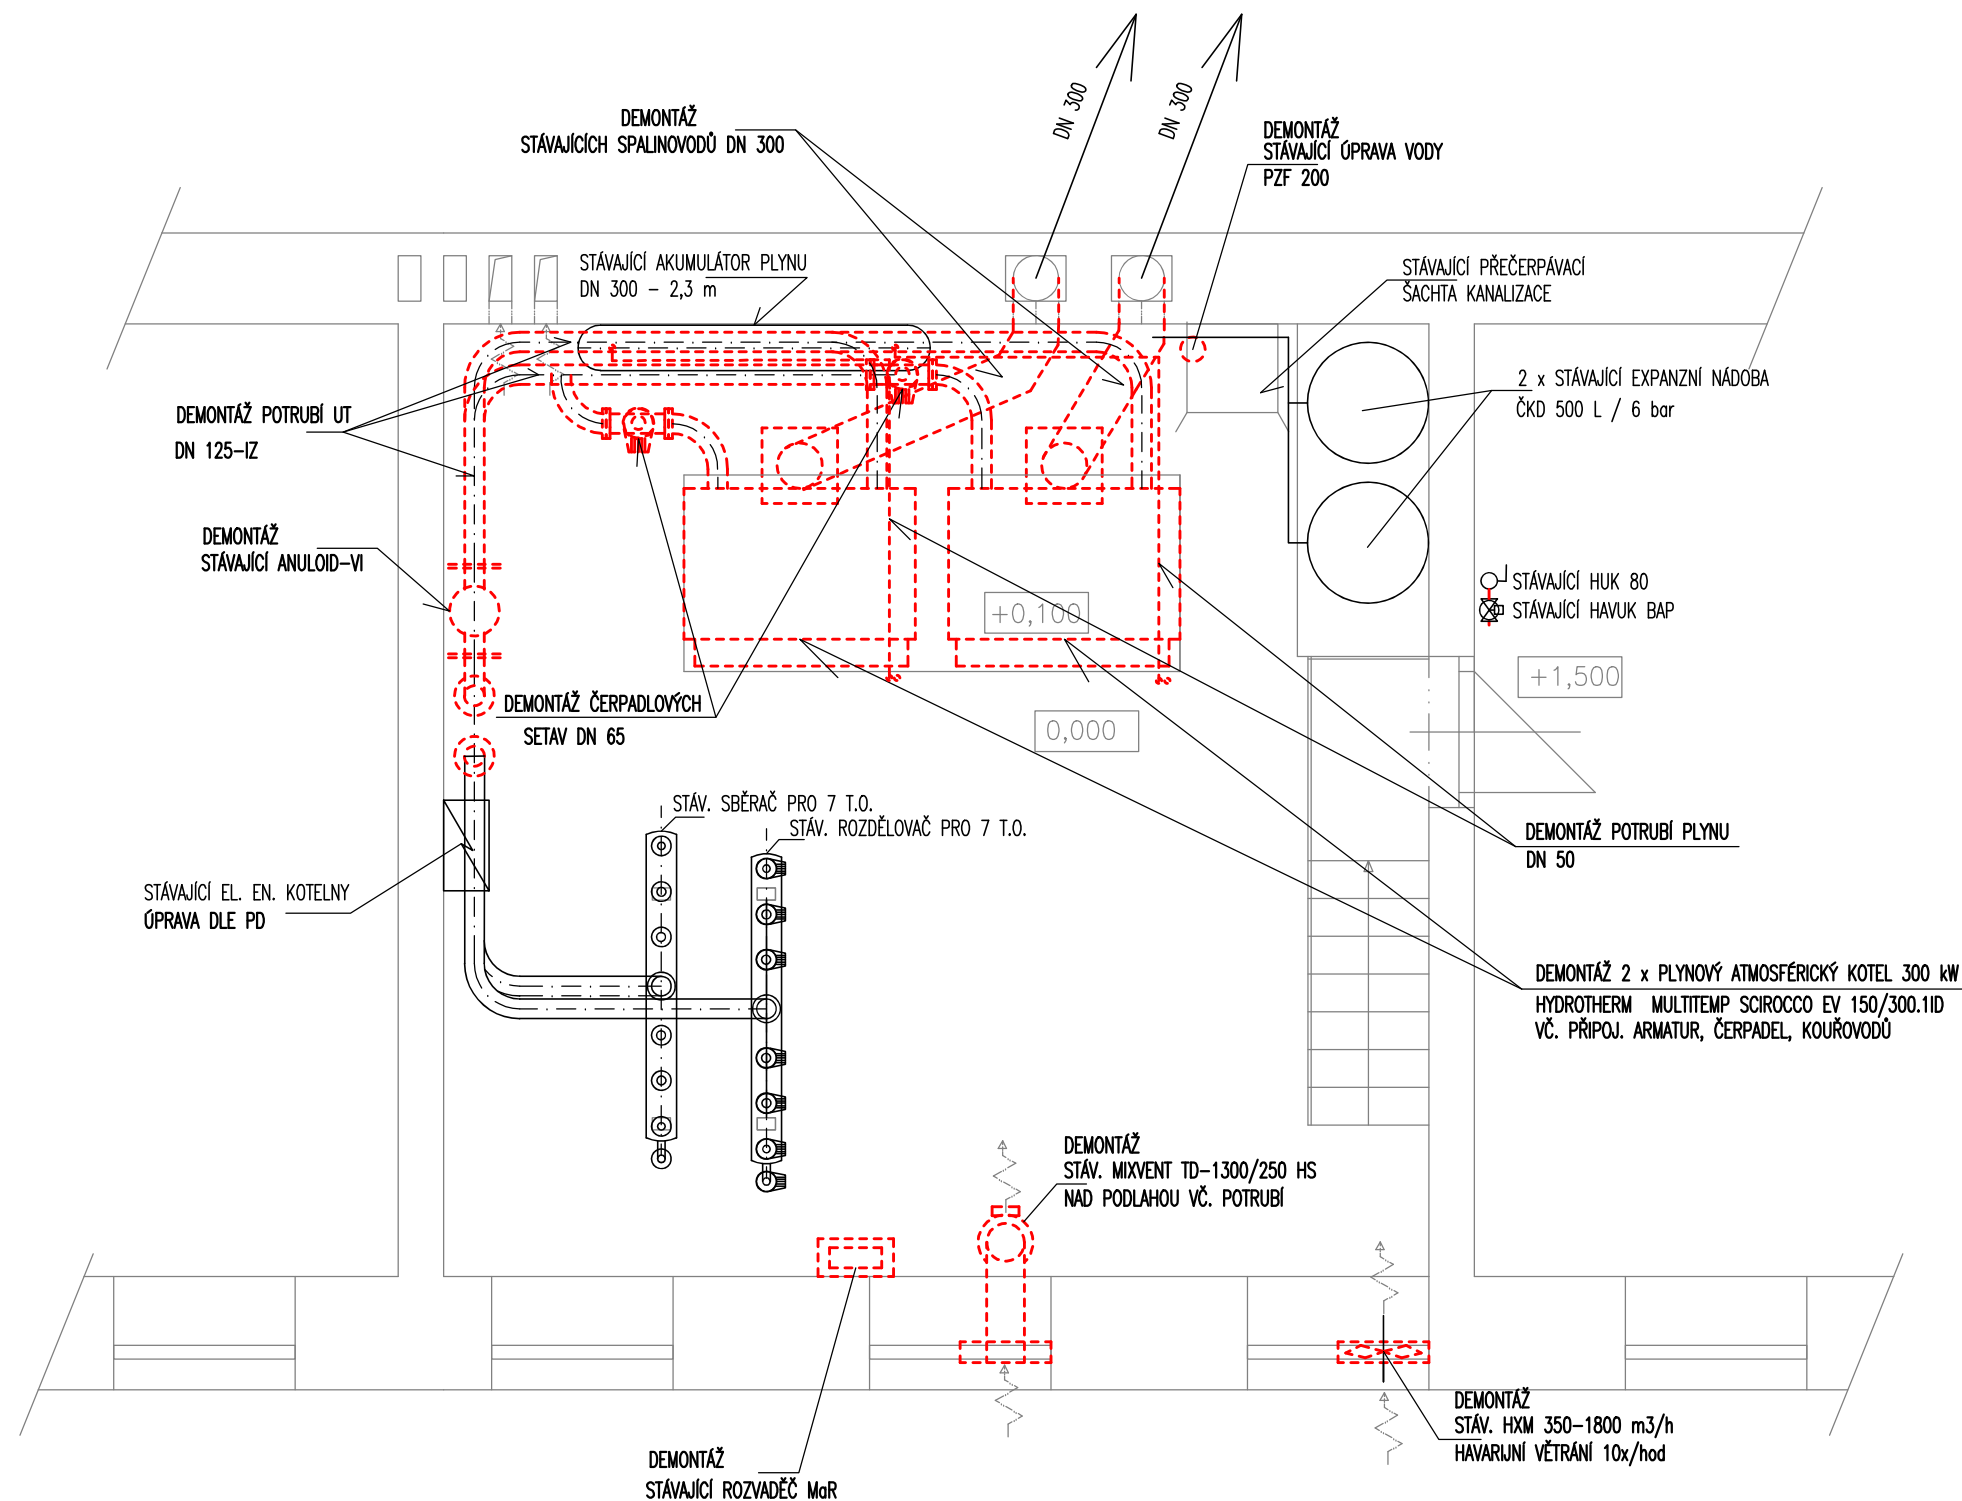 DN 300
DN 300
DEMONTÁŽ
STÁVAJÍCÍCH SPALINOVODŮ DN 300
DEMONTÁŽ
STÁVAJÍCÍ ÚPRAVA VODY
PZF 200
STÁVAJÍCÍ AKUMULÁTOR PLYNU
DN 300 - 2,3 m
STÁVAJÍCÍ PŘEČERPÁVACÍ
ŠACHTA KANALIZACE
2 x STÁVAJÍCÍ EXPANZNÍ NÁDOBA
ČKD 500 L / 6 bar
DEMONTÁŽ POTRUBÍ UT
DN 125-IZ
DEMONTÁŽ
STÁVAJÍCÍ ANULOID-VI
STÁVAJÍCÍ HUK 80
STÁVAJÍCÍ HAVUK BAP
+0,100
+1,500
DEMONTÁŽ ČERPADLOVÝCH
SETAV DN 65
0,000
STÁV. SBĚRAČ PRO 7 T.O.
STÁV. ROZDĚLOVAČ PRO 7 T.O.
DEMONTÁŽ POTRUBÍ PLYNU
DN 50
STÁVAJÍCÍ EL. EN. KOTELNY
ÚPRAVA DLE PD
DEMONTÁŽ 2 x PLYNOVÝ ATMOSFÉRICKÝ KOTEL 300 kW
HYDROTHERM MULTITEMP SCIROCCO EV 150/300.1ID
VČ. PŘIPOJ. ARMATUR, ČERPADEL, KOUŘOVODŮ
DEMONTÁŽ
STÁV. MIXVENT TD-1300/250 HS
NAD PODLAHOU VČ. POTRUBÍ
DEMONTÁŽ
STÁV. HXM 350-1800 m3/h
HAVARIJNÍ VĚTRÁNÍ 10x/hod
DEMONTÁŽ
STÁVAJÍCÍ ROZVADĚČ MaR